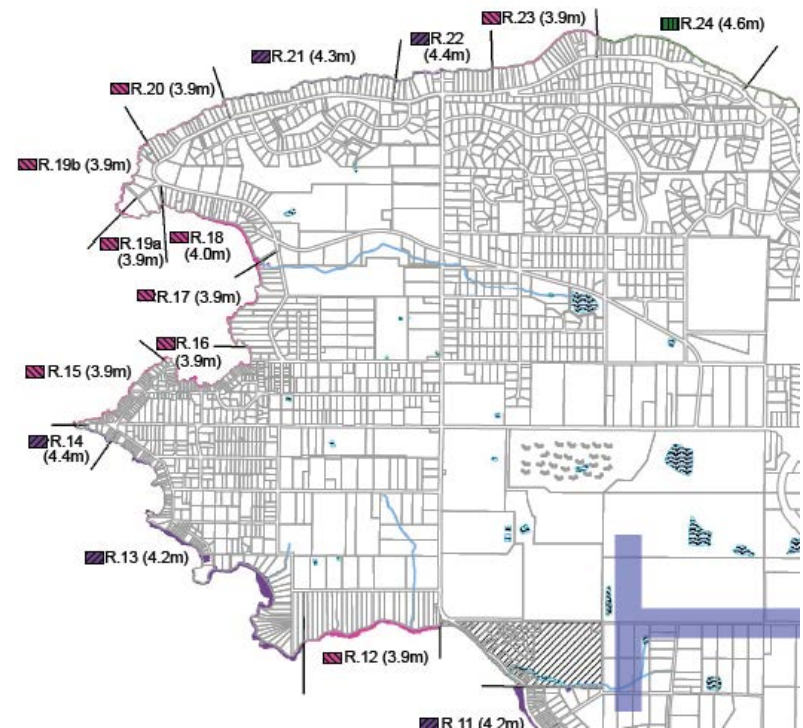 R.23 (3.9m)
R.24 (4.6m)
R.22
(4.4m)
R.21 (4.3m)
R.20 (3.9m)
R.19b (3.9m)
R.19a
(3.9m)
R.18
(4.0m)
R.17 (3.9m)
R.16
(3.9m)
R.15 (3.9m)
R.14
(4.4m)
R.13 (4.2m)
R.12 (3.9m)
R.11 (4.2m)